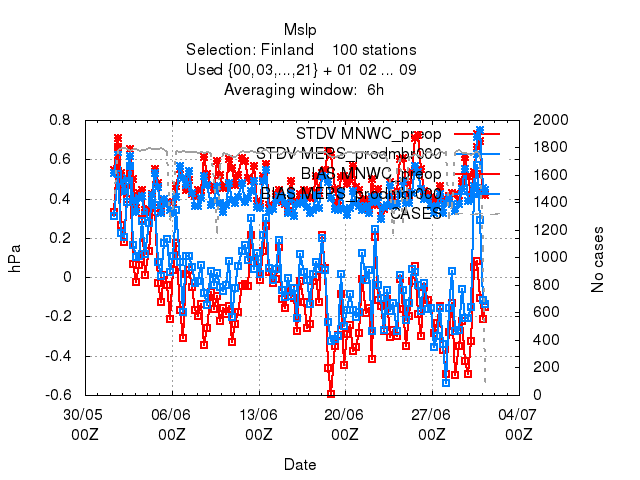 Mslp
Selection: Finland 100 stations
Used {00,03,...,21} + 01 02 ... 09
Averaging window: 6h
STDV MNWC_preop
STDV MEPS_prodmbr000
BIAS MNWC_preop
BIAS MEPS_prodmbr000
CASES
0.8
0.6
0.4
0.2
0
-0.2
-0.4
-0.6
hPa
2000
1800
1600
1400
1200
1000
800
600
400
200
0
No cases
30/05 06/06 13/06 20/06 27/06 04/07
00Z 00Z 00Z 00Z 00Z 00Z
Date